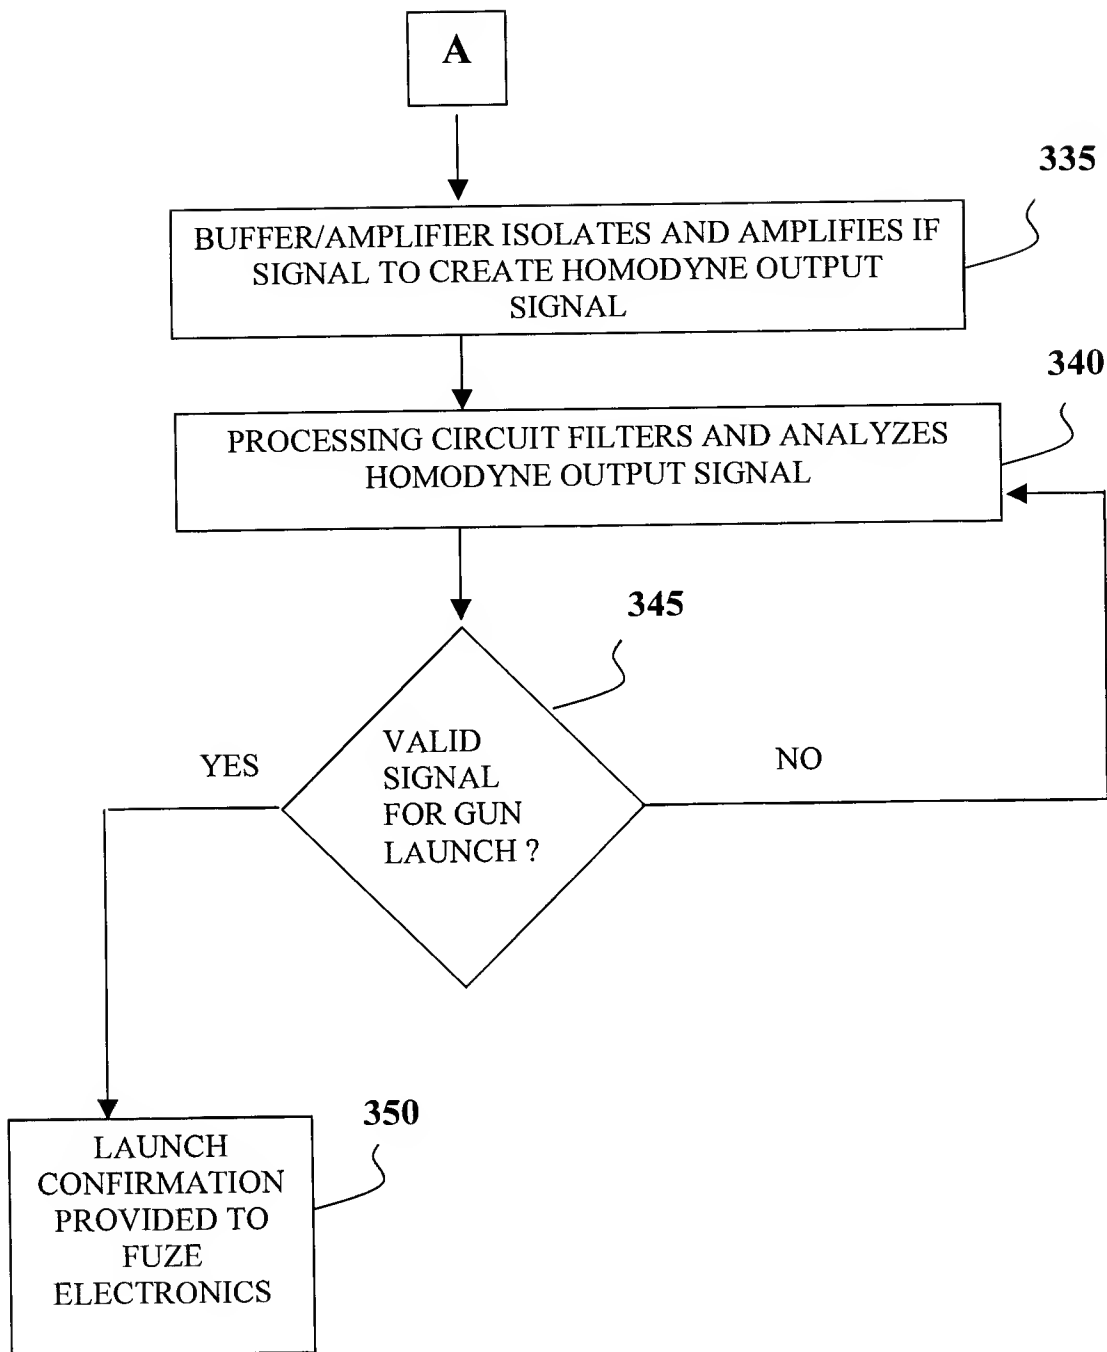 A
335
BUFFER/AMPLIFIER ISOLATES AND AMPLIFIES IF
SIGNAL TO CREATE HOMODYNE OUTPUT
SIGNAL
340
PROCESSING CIRCUIT FILTERS AND ANALYZES
HOMODYNE OUTPUT SIGNAL
345
YES
VALID
SIGNAL
FOR GUN
LAUNCH ?
NO
350
LAUNCH
CONFIRMATION
PROVIDED TO
FUZE
ELECTRONICS